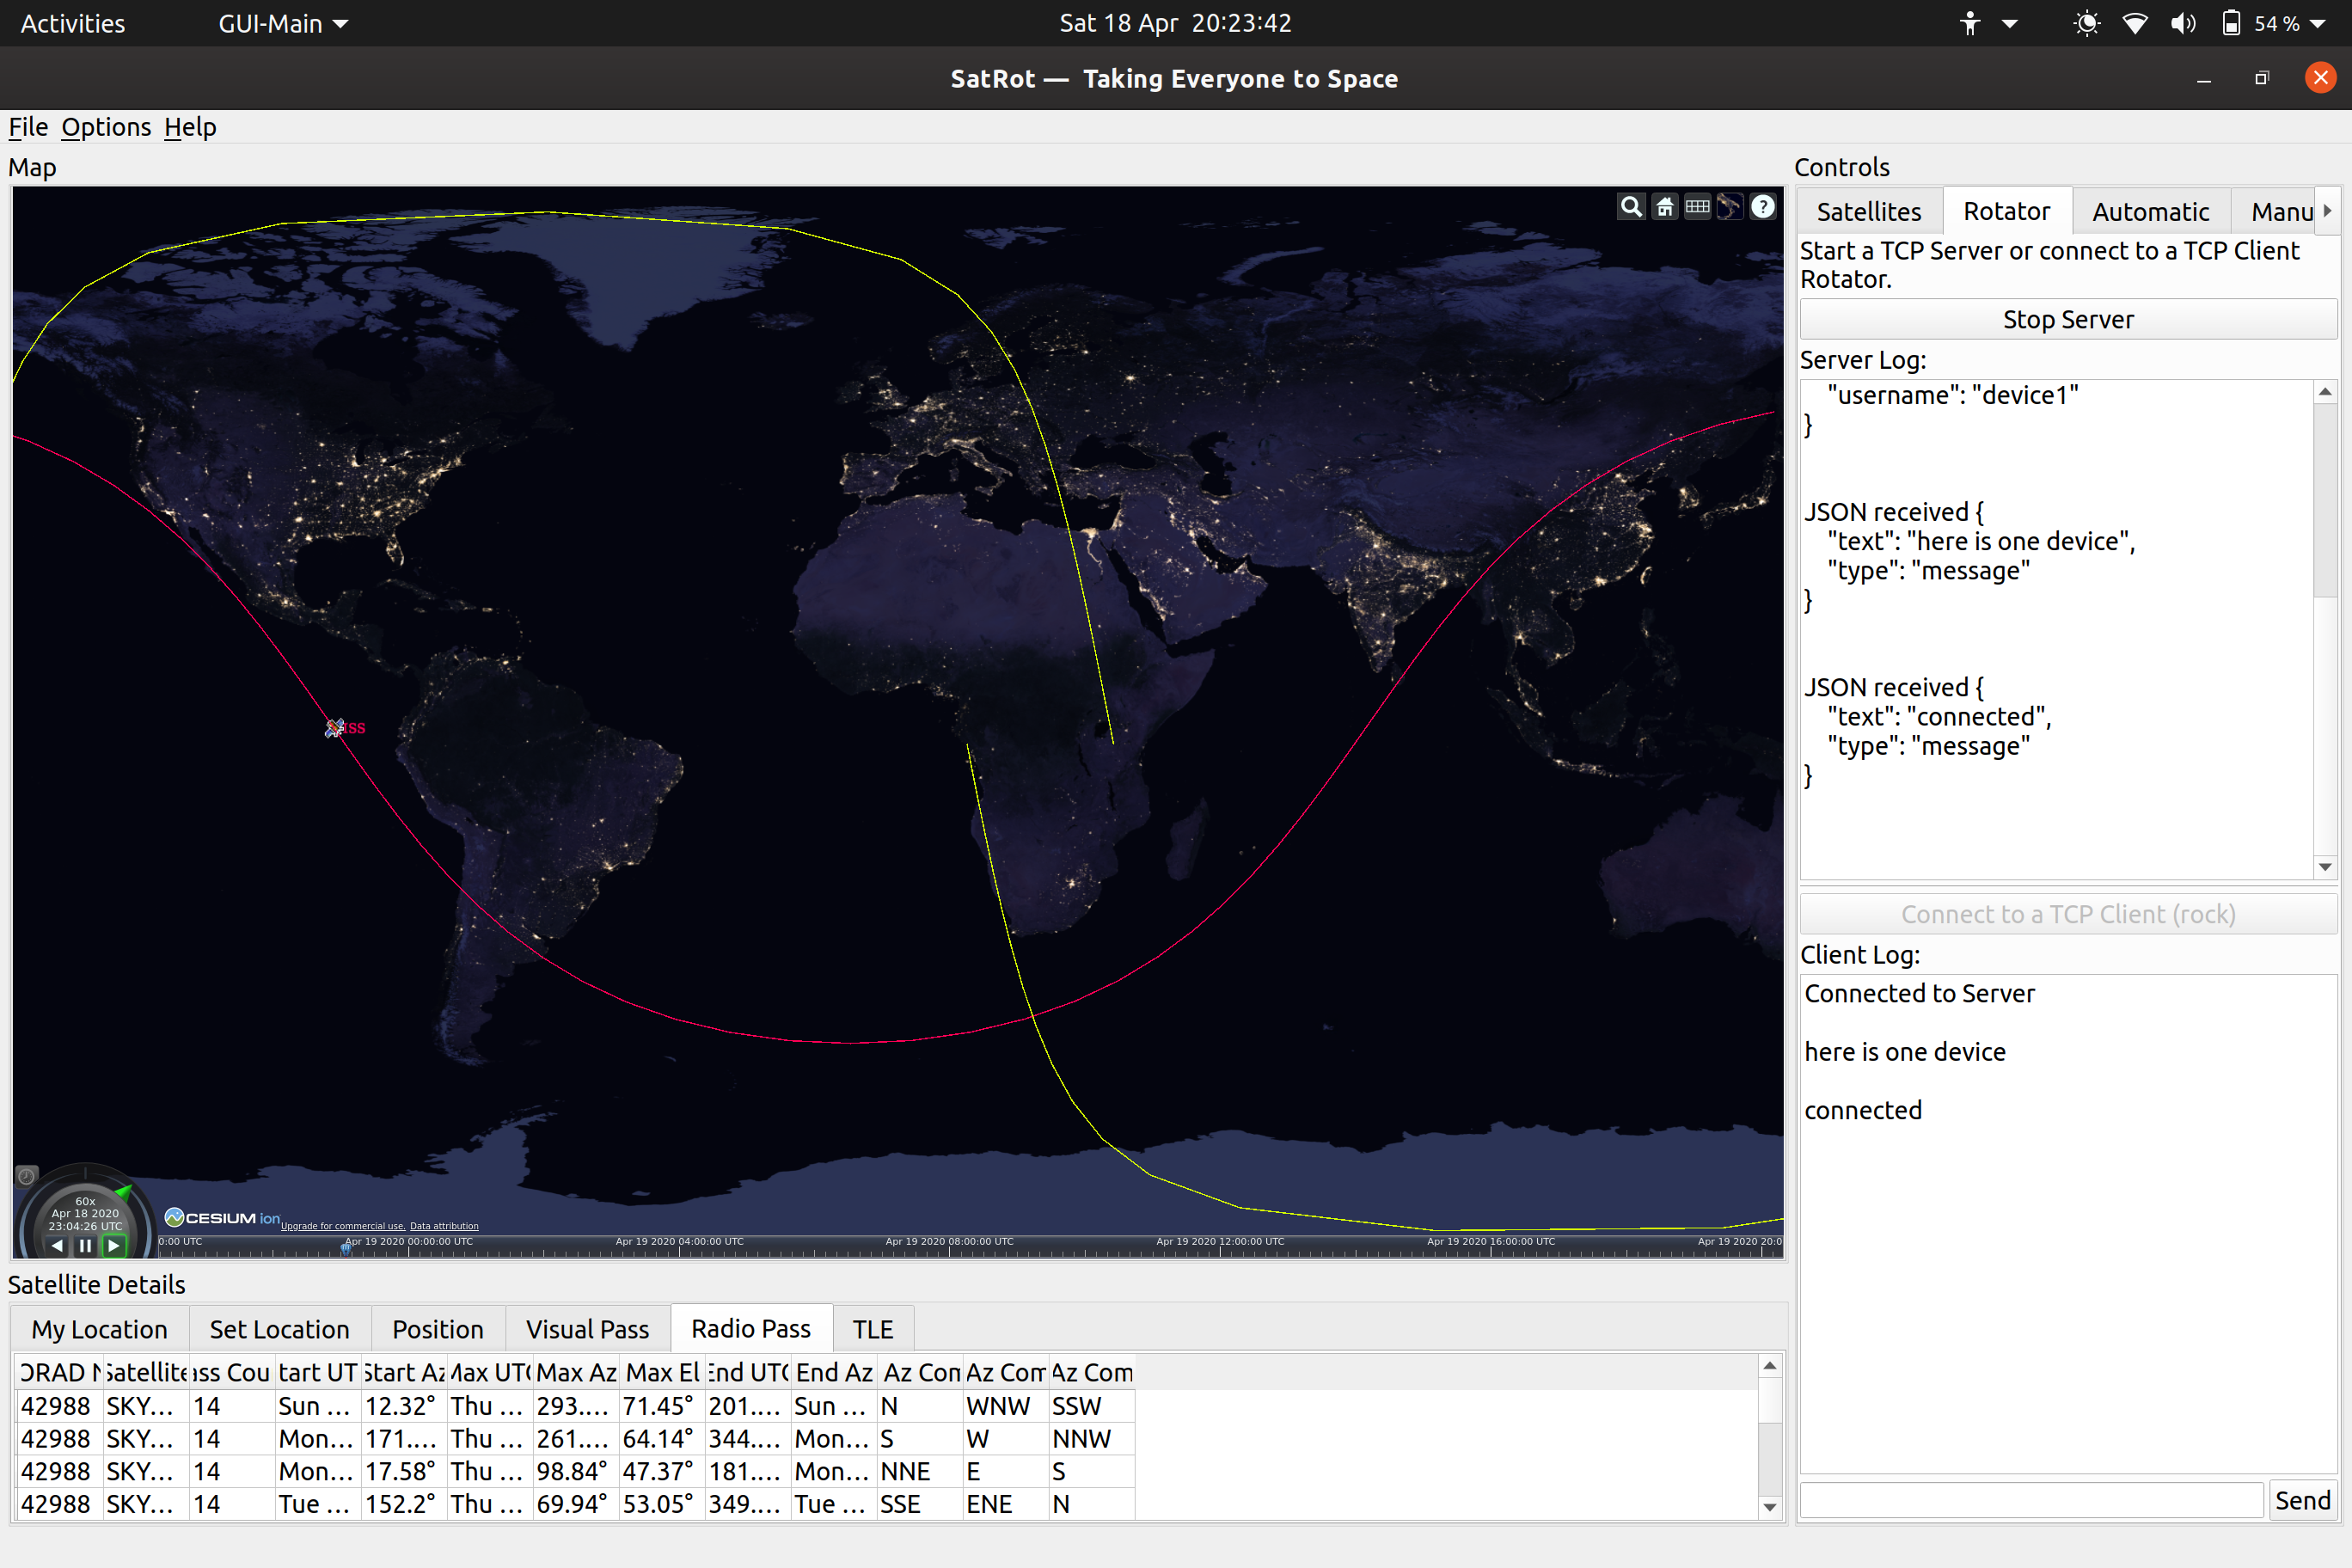 Activities GUI-Main Sat 18 Apr 20:23:42 54 %
SatRot — Taking Everyone to Space
File Options Help
Map
ISS
60x
Apr 18 2020
23:04:26 UTC
CESIUM ion Upgrade for commercial use. Data attribution
0:00 UTC Apr 19 2020 00:00:00 UTC Apr 19 2020 04:00:00 UTC Apr 19 2020 08:00:00 UTC Apr 19 2020 12:00:00 UTC Apr 19 2020 16:00:00 UTC Apr 19 2020 20:0
Controls
Satellites Rotator Automatic Manu
Start a TCP Server or connect to a TCP Client
Rotator.
Stop Server
Server Log:
"username": "device1"
}
JSON received {
"text": "here is one device",
"type": "message"
}
JSON received {
"text": "connected",
"type": "message"
}
Connect to a TCP Client (rock)
Client Log:
Connected to Server
here is one device
connected
Send
Satellite Details
My Location Set Location Position Visual Pass Radio Pass TLE
ORAD N Satellite ass Cou tart UT Start Az Max UTC Max Az Max El End UTC End Az Az Com Az Com Az Com
42988 SKY... 14 Sun ... 12.32° Thu ... 293.... 71.45° 201.... Sun ... N WNW SSW
42988 SKY... 14 Mon... 171.... Thu ... 261.... 64.14° 344.... Mon... S W NNW
42988 SKY... 14 Mon... 17.58° Thu ... 98.84° 47.37° 181.... Mon... NNE E S
42988 SKY... 14 Tue ... 152.2° Thu ... 69.94° 53.05° 349.... Tue ... SSE ENE N